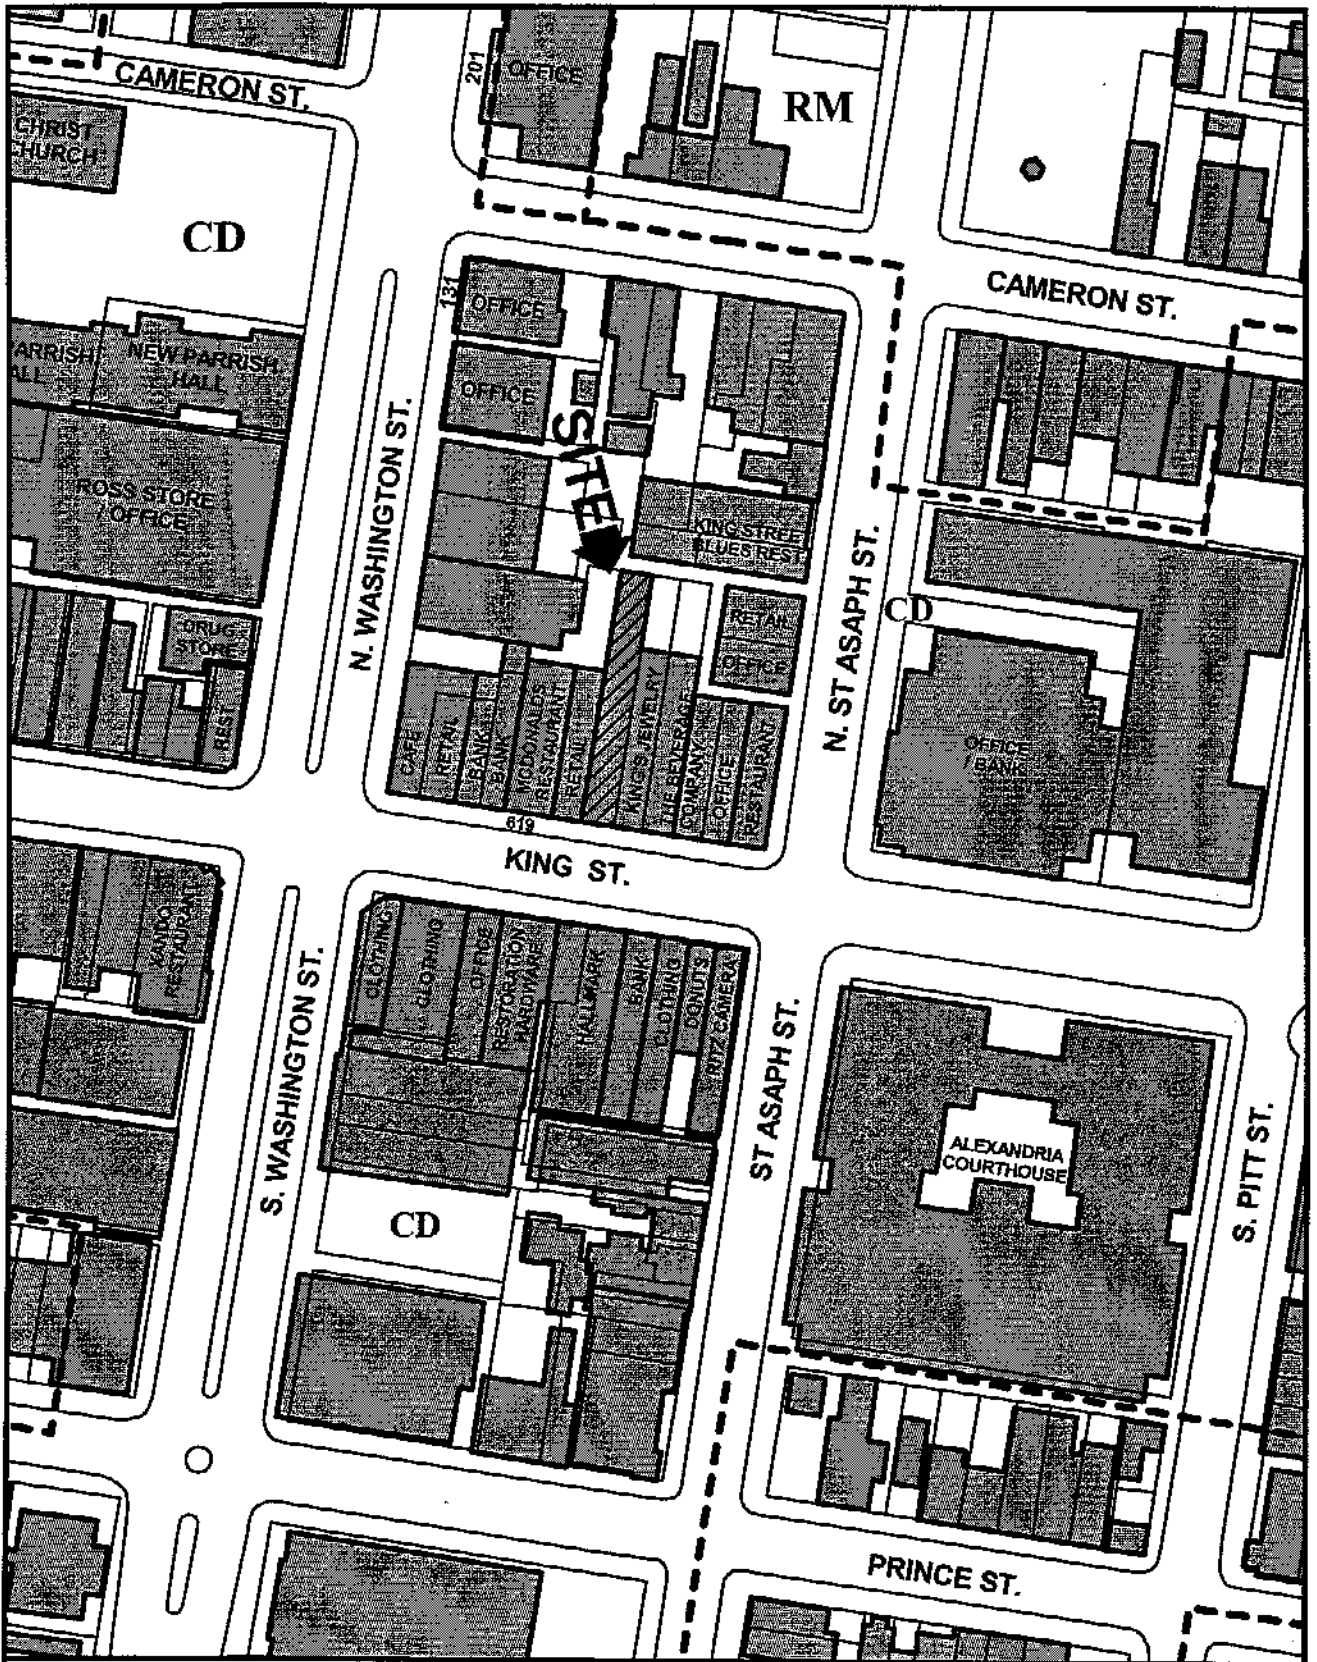 201
OFFICE
CAMERON ST.
RM
CHRIST
CHURCH
CD
CAMERON ST.
131
OFFICE
ARRISH
ALL
NEW PARRISH
HALL
OFFICE
SITE
N. WASHINGTON ST.
ROSS STORE
/ OFFICE
KING STREE
BLUES REST
N. ST ASAPH ST.
CD
DRUG
STORE
RETAIL
OFFICE
REST
CAFE
RETAIL
BANK
BANK
MCDONALDS
RESTAURANT
RETAIL
KING'S JEWELRY
THE BEVERAGE
COMPANY
OFFICE
RESTAURANT
OFFICE
/ BANK
619
KING ST.
KANDO
RESTAURANT
CLOTHING
CLOTHING
OFFICE
RESTORATION
HARDWARE
HALLMARK
BANK
CLOTHING
DONUTS
RITZ CAMERA
S. WASHINGTON ST.
ST ASAPH ST.
ALEXANDRIA
COURTHOUSE
S. PITT ST.
CD
PRINCE ST.